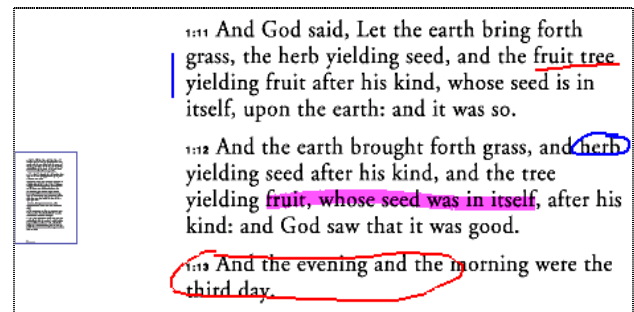 1:11 And God said, Let the earth bring forth
grass, the herb yielding seed, and the fruit tree
yielding fruit after his kind, whose seed is in
itself, upon the earth: and it was so.
1:12 And the earth brought forth grass, and herb
yielding seed after his kind, and the tree
yielding fruit, whose seed was in itself, after his
kind: and God saw that it was good.
1:13 And the evening and the morning were the
third day.